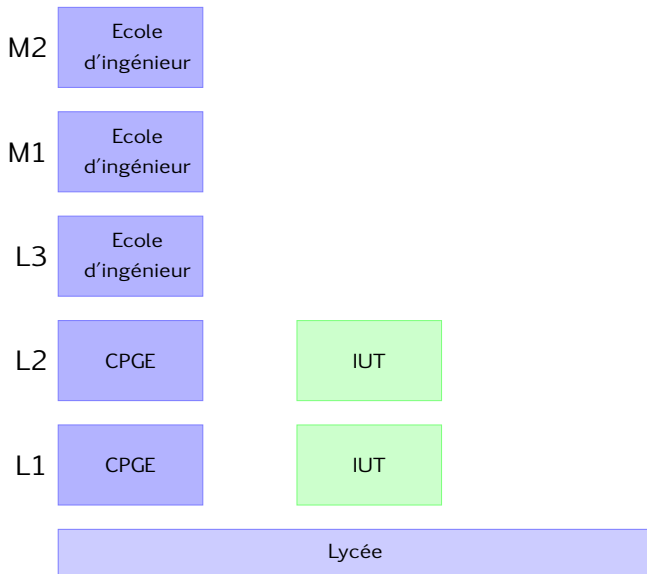 M2
Ecole
d'ingénieur
M1
Ecole
d'ingénieur
L3
Ecole
d'ingénieur
L2
CPGE
IUT
L1
CPGE
IUT
Lycée